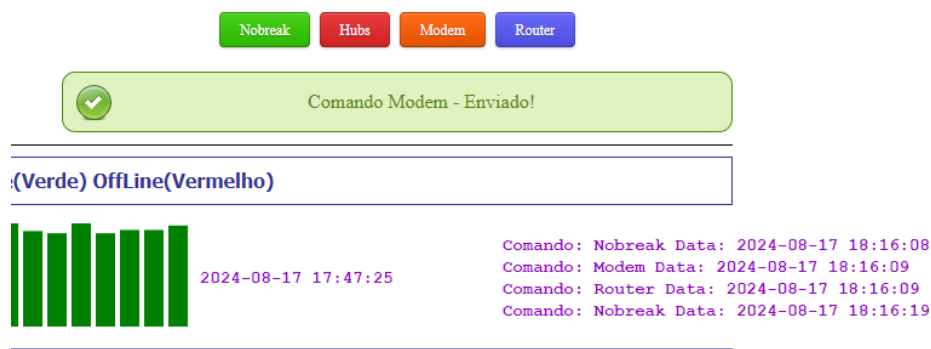 Nobreak Hubs Modem Router
Comando Modem - Enviado!
(Verde) OffLine(Vermelho)
2024-08-17 17:47:25
Comando: Nobreak Data: 2024-08-17 18:16:08
Comando: Modem Data: 2024-08-17 18:16:09
Comando: Router Data: 2024-08-17 18:16:09
Comando: Nobreak Data: 2024-08-17 18:16:19